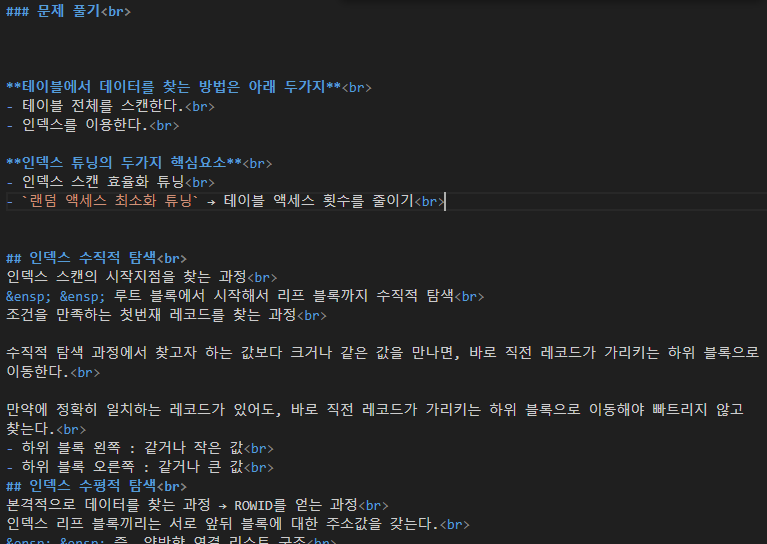 ### 문제 풀기<br>
**테이블에서 데이터를 찾는 방법은 아래 두가지**<br>
- 테이블 전체를 스캔한다.<br>
- 인덱스를 이용한다.<br>
**인덱스 튜닝의 두가지 핵심요소**<br>
- 인덱스 스캔 효율화 튜닝<br>
- `랜덤 액세스 최소화 튜닝` → 테이블 액세스 횟수를 줄이기<br>
## 인덱스 수직적 탐색<br>
인덱스 스캔의 시작지점을 찾는 과정<br>
&ensp; &ensp; 루트 블록에서 시작해서 리프 블록까지 수직적 탐색<br>
조건을 만족하는 첫번재 레코드를 찾는 과정<br>
수직적 탐색 과정에서 찾고자 하는 값보다 크거나 같은 값을 만나면, 바로 직전 레코드가 가리키는 하위 블록으로
이동한다.<br>
만약에 정확히 일치하는 레코드가 있어도, 바로 직전 레코드가 가리키는 하위 블록으로 이동해야 빠트리지 않고
찾는다.<br>
- 하위 블록 왼쪽 : 같거나 작은 값<br>
- 하위 블록 오른쪽 : 같거나 큰 값<br>
## 인덱스 수평적 탐색<br>
본격적으로 데이터를 찾는 과정 → ROWID를 얻는 과정<br>
인덱스 리프 블록끼리는 서로 앞뒤 블록에 대한 주소값을 갖는다.<br>
&ensp; &ensp; 즉, 양방향 연결 리스트 구조<br>